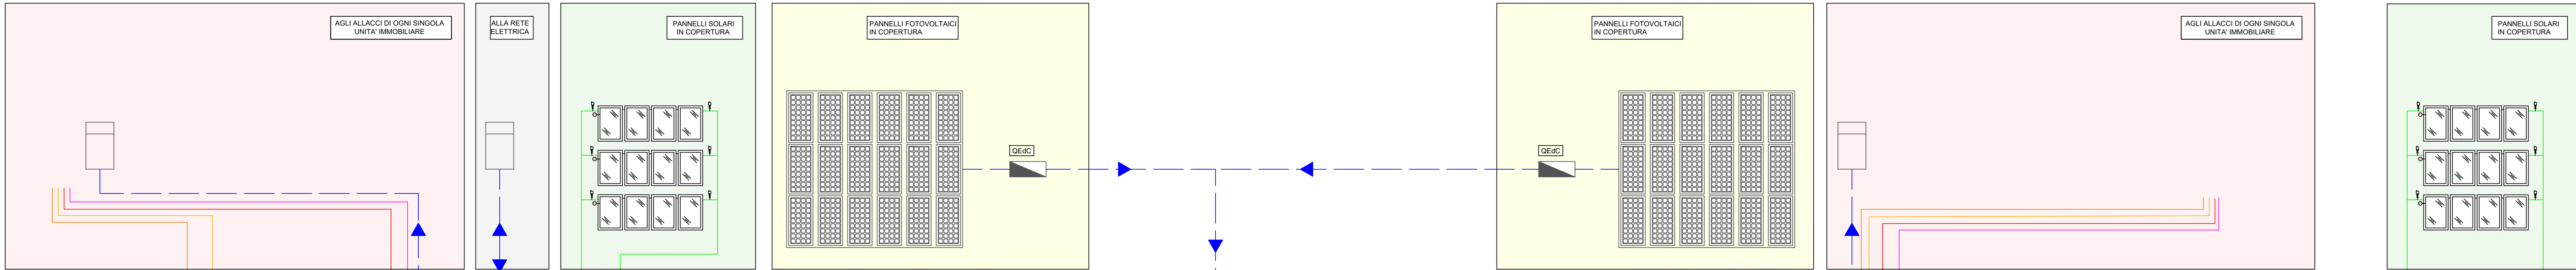 AGLI ALLACCI DI OGNI SINGOLA
UNITA' IMMOBILIARE
ALLA RETE
ELETTRICA
PANNELLI SOLARI
IN COPERTURA
PANNELLI FOTOVOLTAICI
IN COPERTURA
QEdC
PANNELLI FOTOVOLTAICI
IN COPERTURA
QEdC
AGLI ALLACCI DI OGNI SINGOLA
UNITA' IMMOBILIARE
PANNELLI SOLARI
IN COPERTURA